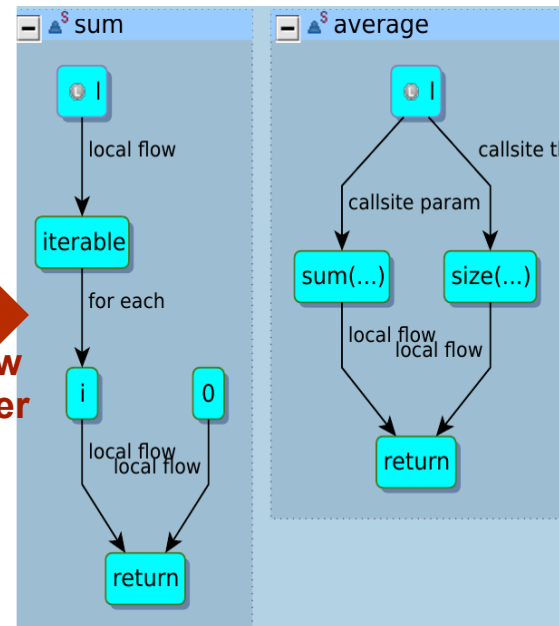 sum
l
local flow
iterable
for each
i
0
local flow
local flow
return
average
l
callsite
callsite param
sum(...)
size(...)
local flow
local flow
return